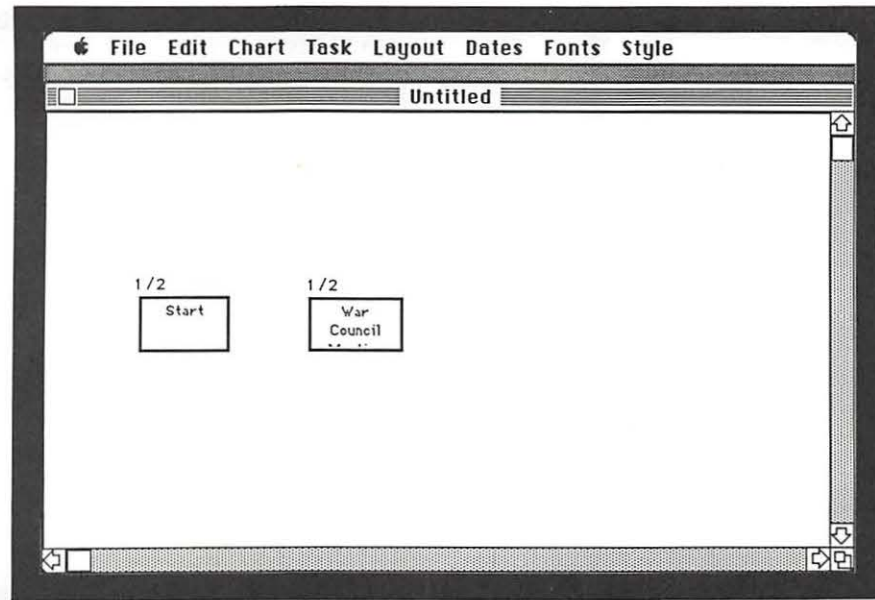 File Edit Chart Task Layout Dates Fonts Style
Untitled
1/2
Start
1/2
War
Council